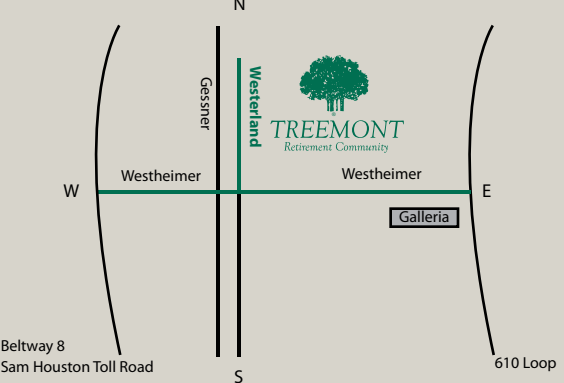 N
Gessner
Westerland
TREEMONT
Retirement Community
Westheimer
Westheimer
W
E
Galleria
Beltway 8
Sam Houston Toll Road
610 Loop
S